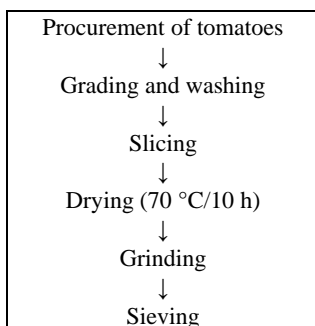 Procurement of tomatoes
↓
Grading and washing
↓
Slicing
↓
Drying (70 °C/10 h)
↓
Grinding
↓
Sieving